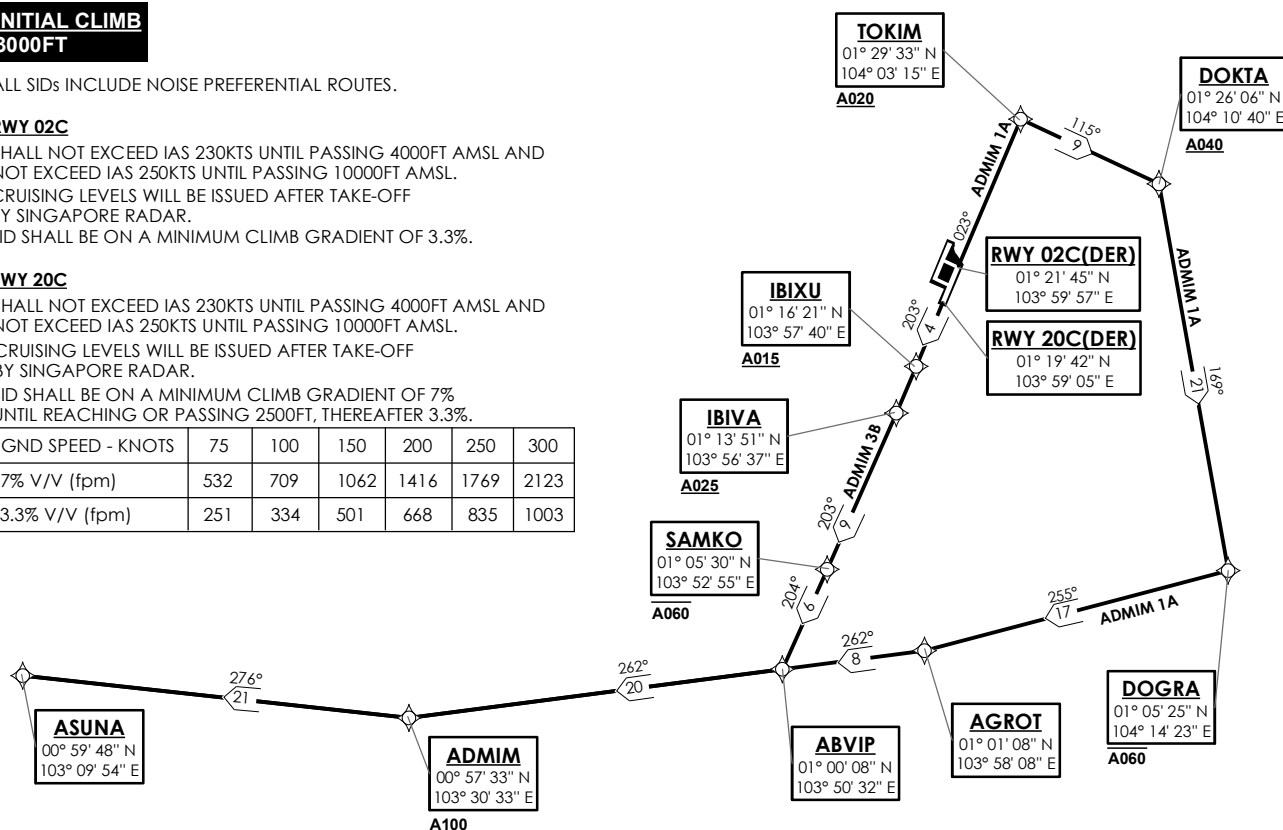 NITIAL CLIMB
3000FT
ALL SIDs INCLUDE NOISE PREFERENTIAL ROUTES.
RWY 02C
SHALL NOT EXCEED IAS 230KTS UNTIL PASSING 4000FT AMSL AND
NOT EXCEED IAS 250KTS UNTIL PASSING 10000FT AMSL.
CRUISING LEVELS WILL BE ISSUED AFTER TAKE-OFF
BY SINGAPORE RADAR.
SID SHALL BE ON A MINIMUM CLIMB GRADIENT OF 3.3%.
RWY 20C
SHALL NOT EXCEED IAS 230KTS UNTIL PASSING 4000FT AMSL AND
NOT EXCEED IAS 250KTS UNTIL PASSING 10000FT AMSL.
CRUISING LEVELS WILL BE ISSUED AFTER TAKE-OFF
BY SINGAPORE RADAR.
SID SHALL BE ON A MINIMUM CLIMB GRADIENT OF 7%
UNTIL REACHING OR PASSING 2500FT, THEREAFTER 3.3%.
GND SPEED - KNOTS 75 100 150 200 250 300
7% V/V (fpm) 532 709 1062 1416 1769 2123
3.3% V/V (fpm) 251 334 501 668 835 1003
TOKIM
01° 29' 33" N
104° 03' 15" E
A020
DOKTA
01° 26' 06" N
104° 10' 40" E
A040
115°
9
ADMIM 1A
023°
RWY 02C(DER)
01° 21' 45" N
103° 59' 57" E
RWY 20C(DER)
01° 19' 42" N
103° 59' 05" E
ADMIM 1A
169°
21
IBIXU
01° 16' 21" N
103° 57' 40" E
A015
203°
4
IBIVA
01° 13' 51" N
103° 56' 37" E
A025
ADMIM 3B
203°
9
SAMKO
01° 05' 30" N
103° 52' 55" E
A060
204°
6
255°
17
ADMIM 1A
262°
8
262°
20
276°
21
DOGRA
01° 05' 25" N
104° 14' 23" E
A060
AGROT
01° 01' 08" N
103° 58' 08" E
ABVIP
01° 00' 08" N
103° 50' 32" E
ADMIM
00° 57' 33" N
103° 30' 33" E
A100
ASUNA
00° 59' 48" N
103° 09' 54" E